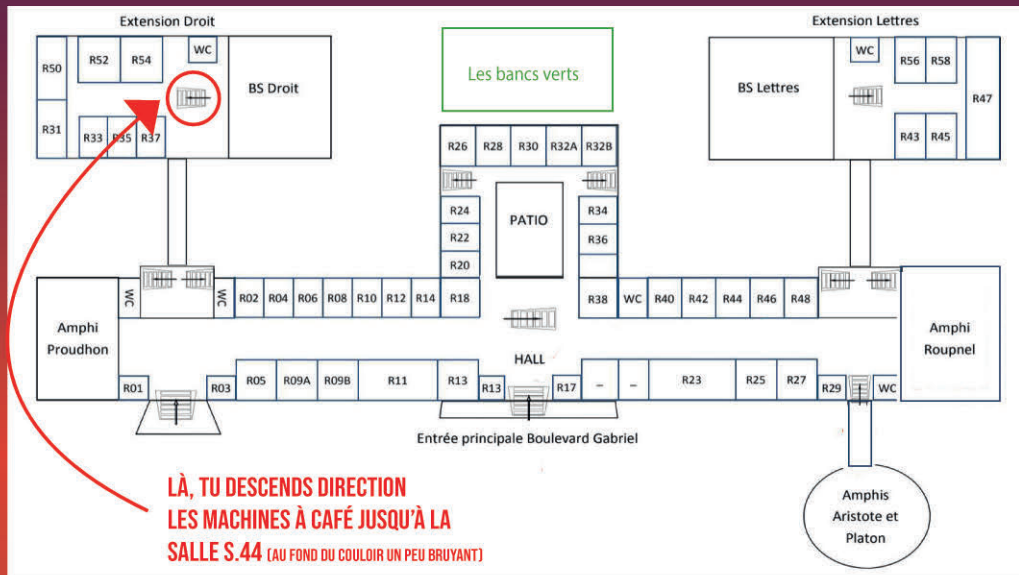 Extension Droit
Extension Lettres
R50
R52
R54
WC
BS Droit
R31
R33
R35
R37
Les bancs verts
BS Lettres
WC
R56
R58
R47
R43
R45
R26
R28
R30
R32A
R32B
R24
R22
R20
PATIO
R34
R36
Amphi
Proudhon
WC
WC
R02
R04
R06
R08
R10
R12
R14
R18
R38
WC
R40
R42
R44
R46
R48
Amphi
Roupnel
HALL
R01
R03
R05
R09A
R09B
R11
R13
R13
R17
–
–
R23
R25
R27
R29
WC
Entrée principale Boulevard Gabriel
Amphis
Aristote et
Platon
LÀ, TU DESCENDS DIRECTION
LES MACHINES À CAFÉ JUSQU'À LA
SALLE S.44 (AU FOND DU COULOIR UN PEU BRUYANT)